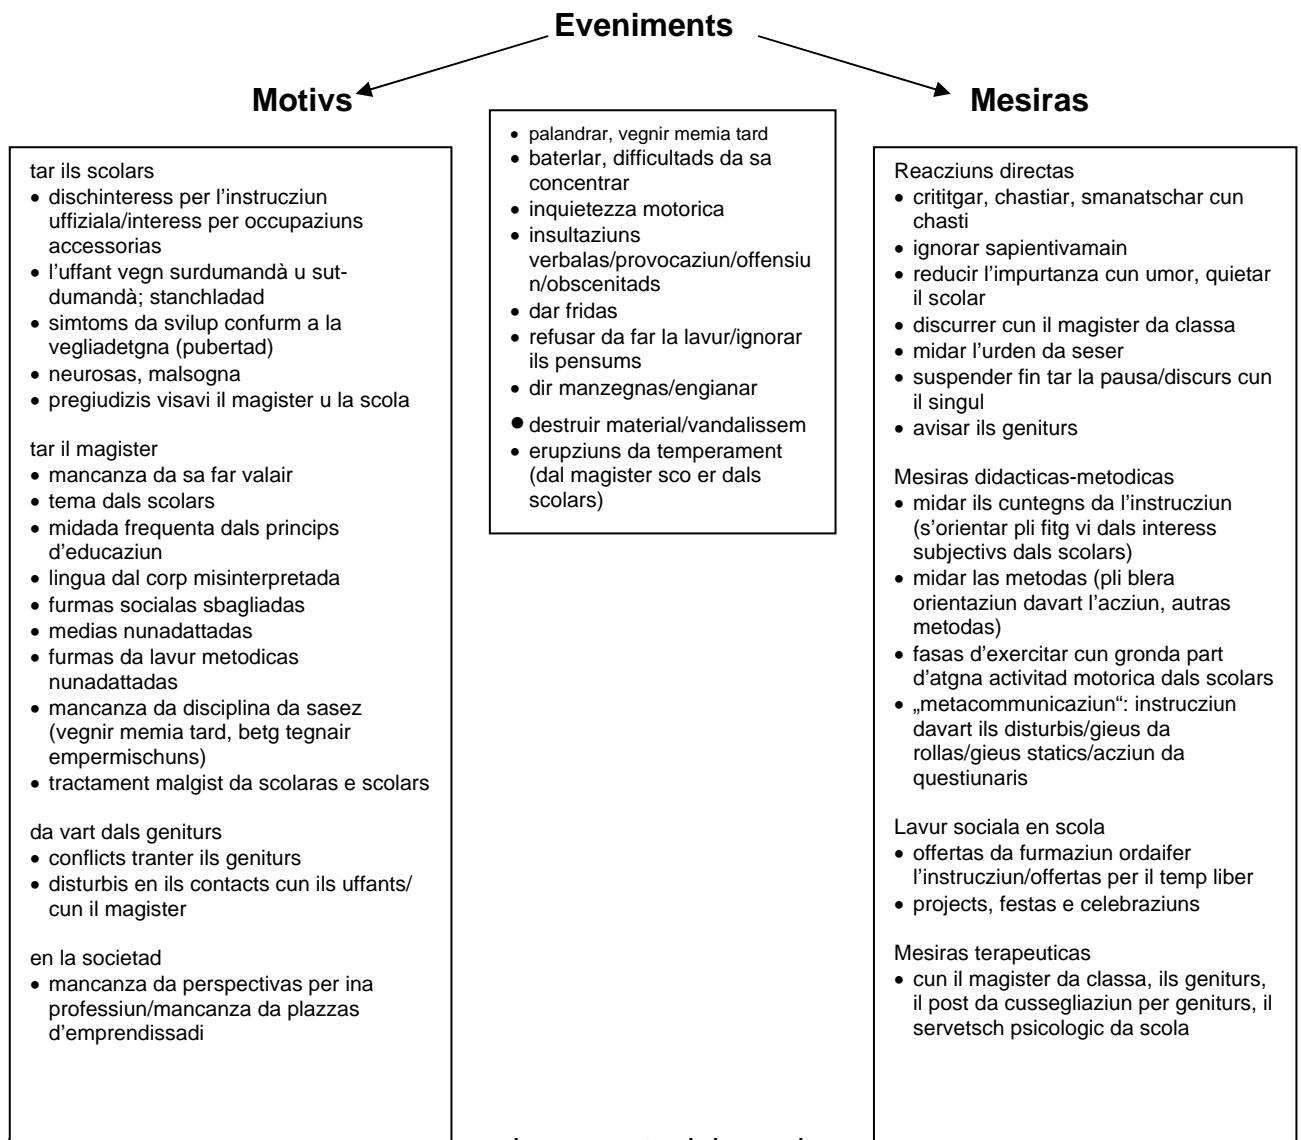 Eveniments
Motivs
Mesiras
tar ils scolars
• dischinteress per l’instrucziun
uffiziala/interess per occupaziuns
accessorias
• l’uffant vegn surdumandà u sut-
dumandà; stanchladad
• simtoms da svilup confurm a la
vegliadetgna (pubertad)
• neurosas, malsogna
• pregiudizis visavi il magister u la scola
tar il magister
• mancanza da sa far valair
• tema dals scolars
• midada frequenta dals princips
d’educaziun
• lingua dal corp misinterpretada
• furmas socialas sbagliadas
• medias nunadattadas
• furmas da lavur metodicas
nunadattadas
• mancanza da disciplina da sasez
(vegnir memia tard, betg tegnair
empermischuns)
• tractament malgist da scolaras e scolars
da vart dals geniturs
• conflicts tranter ils geniturs
• disturbis en ils contacts cun ils uffants/
cun il magister
en la societad
• mancanza da perspectivas per ina
professiun/mancanza da plazzas
d’emprendissadi
• palandrar, vegnir memia tard
• baterlar, difficultads da sa
concentrar
• inquietezza motorica
• insultaziuns
verbalas/provocaziun/offensiu
n/obscenitads
• dar fridas
• refusar da far la lavur/ignorar
ils pensums
• dir manzegnas/engianar
• destruir material/vandalissem
• erupziuns da temperament
(dal magister sco er dals
scolars)
Reacziuns directas
• crititgar, chastiar, smanatschar cun
chasti
• ignorar sapientivamain
• reducir l’impurtanza cun umor, quietar
il scolar
• discurrer cun il magister da classa
• midar l’urden da seser
• suspender fin tar la pausa/discurs cun
il singul
• avisar ils geniturs
Mesiras didacticas-metodicas
• midar ils cuntegns da l’instrucziun
(s’orientar pli fitg vi dals interess
subjectivs dals scolars)
• midar las metodas (pli blera
orientaziun davart l’acziun, autras
metodas)
• fasas d’exercitar cun gronda part
d’atgna activitad motorica dals scolars
• „metacommunicaziun“: instrucziun
davart ils disturbis/gieus da
rollas/gieus statics/acziun da
questiunaris
Lavur sociala en scola
• offertas da furmaziun ordaifer
l’instrucziun/offertas per il temp liber
• projects, festas e celebraziuns
Mesiras terapeuticas
• cun il magister da classa, ils geniturs,
il post da cussegliaziun per geniturs, il
servetsch psicologic da scola